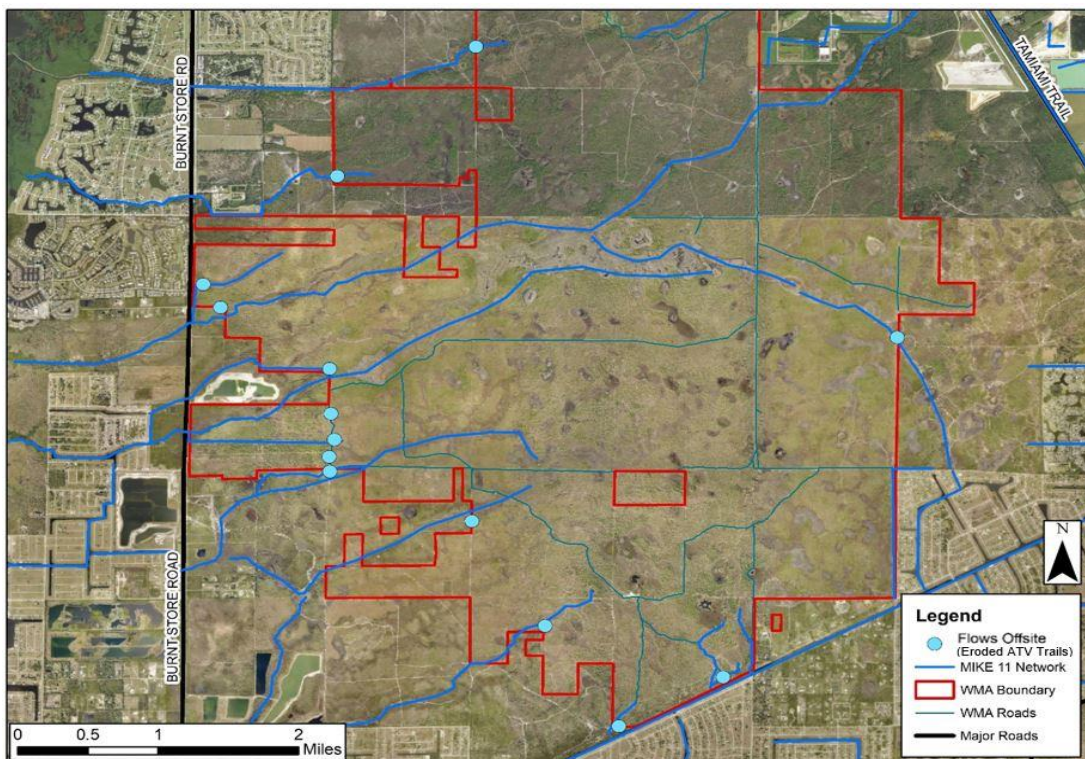 BURNT STORE RD
TAMIAMI TRAIL
BURNT STORE ROAD
N
Legend
Flows Offsite
(Eroded ATV Trails)
MIKE 11 Network
WMA Boundary
WMA Roads
Major Roads
0 0.5 1 2
Miles